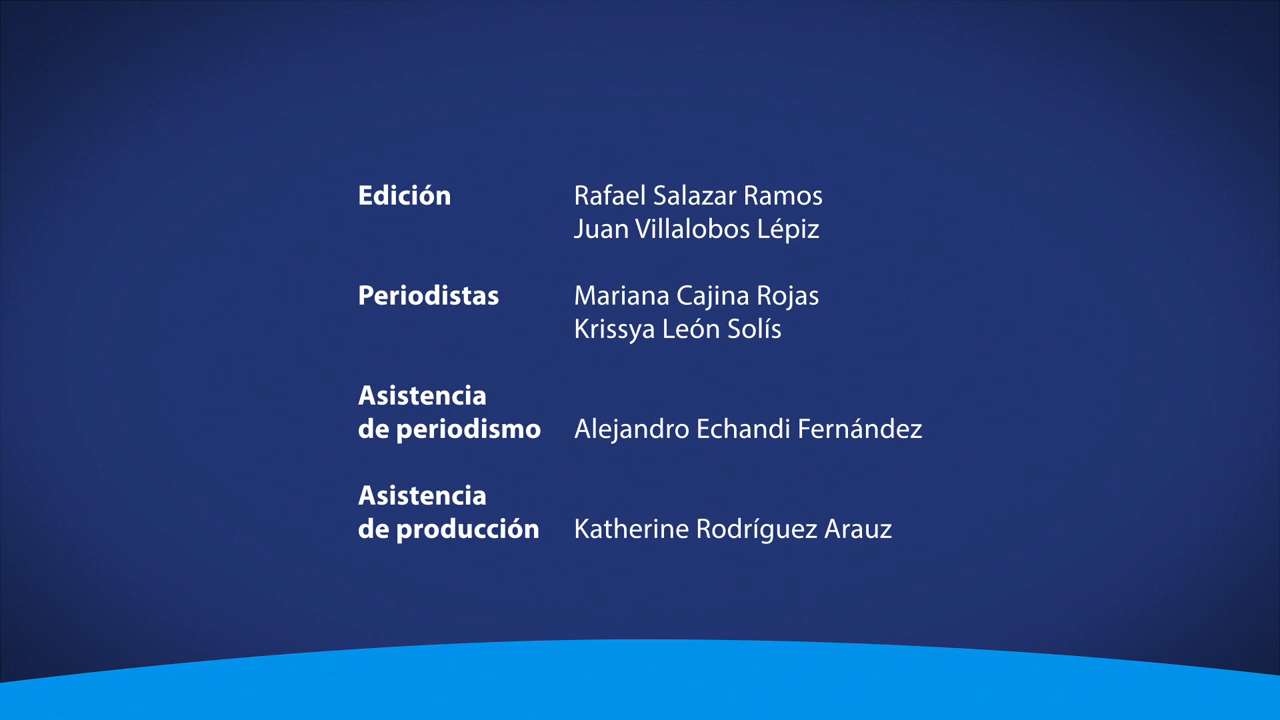 Edición Rafael Salazar Ramos
Juan Villalobos Lépiz
Periodistas Mariana Cajina Rojas
Krissya León Solís
Asistencia
de periodismo Alejandro Echandi Fernández
Asistencia
de producción Katherine Rodríguez Arauz